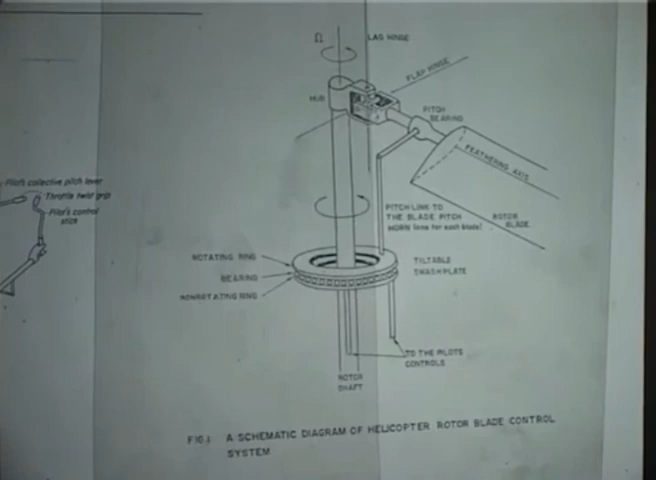 Ω
LAG HINGE
FLAP HINGE
HUB
PITCH
BEARING
FEATHERING AXIS
Pilot's collective pitch lever
Throttle twist grip
Pilot's control
stick
PITCH LINK TO
THE BLADE PITCH
HORN (one for each blade)
ROTOR
BLADE
ROTATING RING
BEARING
NONROTATING RING
TILTABLE
SWASHPLATE
TO THE PILOTS
CONTROLS
ROTOR
SHAFT
FIG.1 A SCHEMATIC DIAGRAM OF HELICOPTER ROTOR BLADE CONTROL
SYSTEM